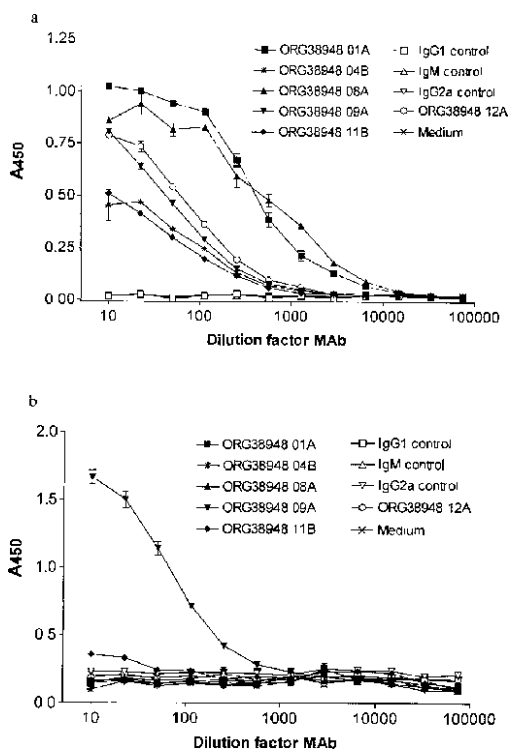 a
1.25
1.00
0.75
0.50
0.25
0.00
A450
ORG38948 01A
ORG38948 04B
ORG38948 08A
ORG38948 09A
ORG38948 11B
IgG1 control
IgM control
IgG2a control
ORG38948 12A
Medium
10
100
1000
10000
100000
Dilution factor MAb
b
2.0
1.5
1.0
0.5
0.0
A450
ORG38948 01A
ORG38948 04B
ORG38948 08A
ORG38948 09A
ORG38948 11B
IgG1 control
IgM control
IgG2a control
ORG38948 12A
Medium
10
100
1000
10000
100000
Dilution factor MAb